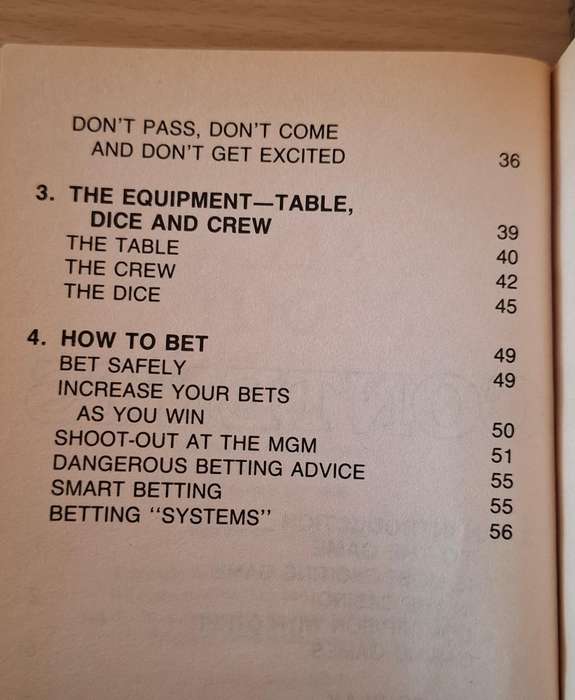 DON'T PASS, DON'T COME
AND DON'T GET EXCITED 36
3. THE EQUIPMENT—TABLE,
DICE AND CREW 39
THE TABLE 40
THE CREW 42
THE DICE 45
4. HOW TO BET 49
BET SAFELY 49
INCREASE YOUR BETS
AS YOU WIN 50
SHOOT-OUT AT THE MGM 51
DANGEROUS BETTING ADVICE 55
SMART BETTING 55
BETTING "SYSTEMS" 56